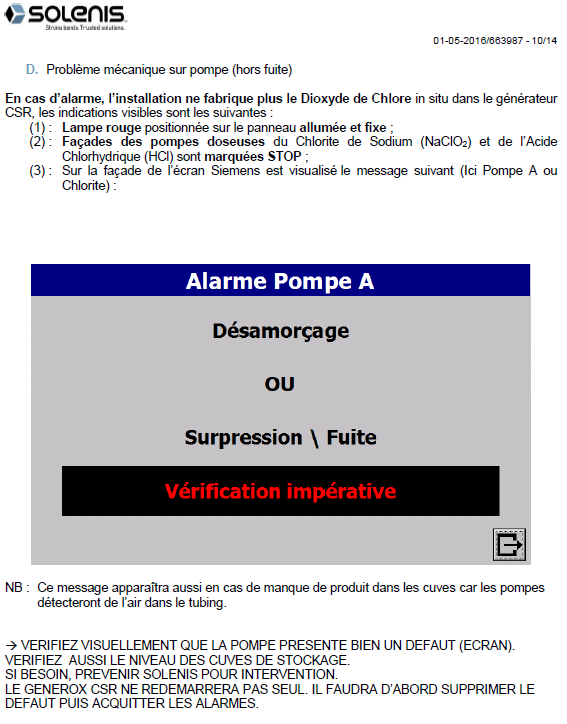 SOLENIS.
Strong bonds. Trusted solutions.
01-05-2016/663987 - 10/14
D. Problème mécanique sur pompe (hors fuite)
En cas d'alarme, l'installation ne fabrique plus le Dioxyde de Chlore in situ dans le générateur
CSR, les indications visibles sont les suivantes :
(1) : Lampe rouge positionnée sur le panneau allumée et fixe ;
(2) : Façades des pompes doseuses du Chlorite de Sodium (NaClO₂) et de l'Acide
Chlorhydrique (HCl) sont marquées STOP ;
(3) : Sur la façade de l'écran Siemens est visualisé le message suivant (Ici Pompe A ou
Chlorite) :
Alarme Pompe A
Désamorçage
OU
Surpression \ Fuite
Vérification impérative
NB : Ce message apparaîtra aussi en cas de manque de produit dans les cuves car les pompes
détecteront de l'air dans le tubing.
→ VERIFIEZ VISUELLEMENT QUE LA POMPE PRESENTE BIEN UN DEFAUT (ECRAN).
VERIFIEZ AUSSI LE NIVEAU DES CUVES DE STOCKAGE.
SI BESOIN, PREVENIR SOLENIS POUR INTERVENTION.
LE GENEROX CSR NE REDEMARRERA PAS SEUL. IL FAUDRA D'ABORD SUPPRIMER LE
DEFAUT PUIS ACQUITTER LES ALARMES.